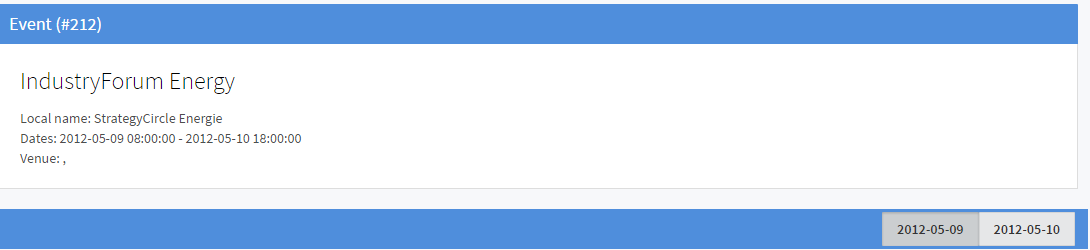 Event (#212)
IndustryForum Energy
Local name: StrategyCircle Energie
Dates: 2012-05-09 08:00:00 - 2012-05-10 18:00:00
Venue: ,
2012-05-09 2012-05-10